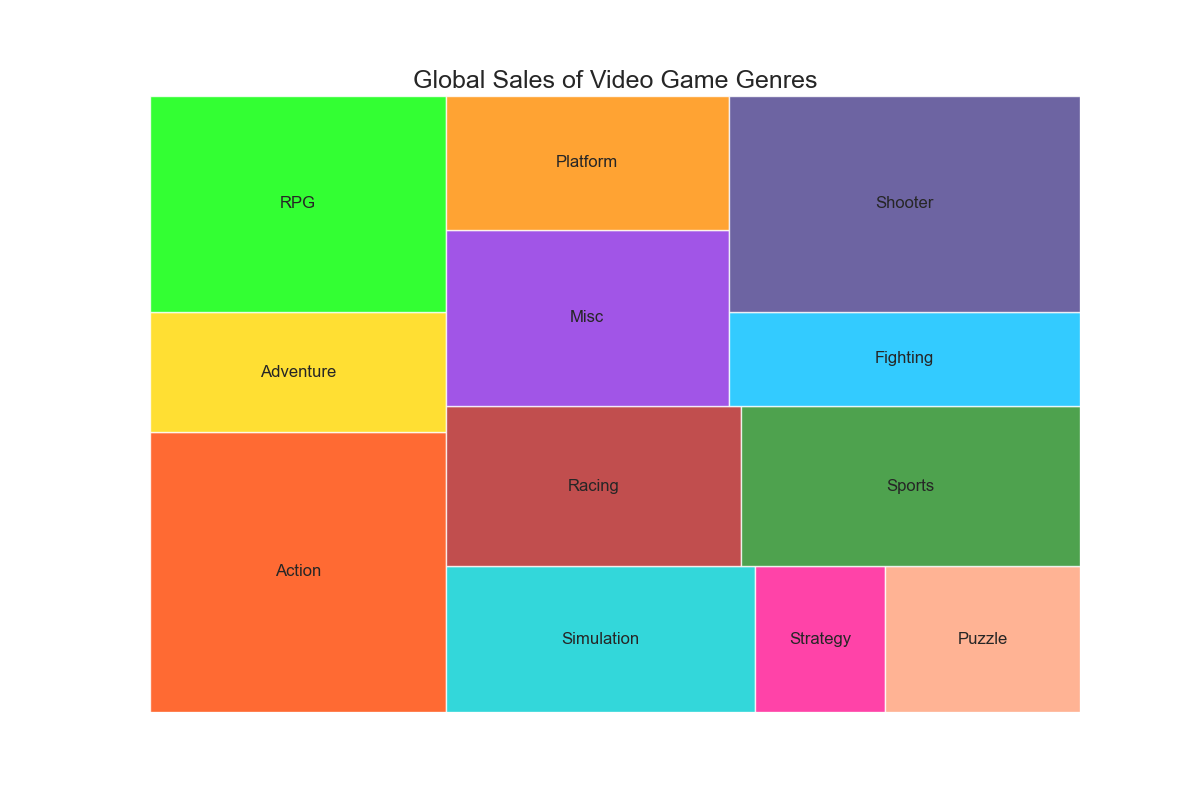 Global Sales of Video Game Genres
RPG
Platform
Shooter
Misc
Fighting
Adventure
Racing
Sports
Action
Simulation
Strategy
Puzzle